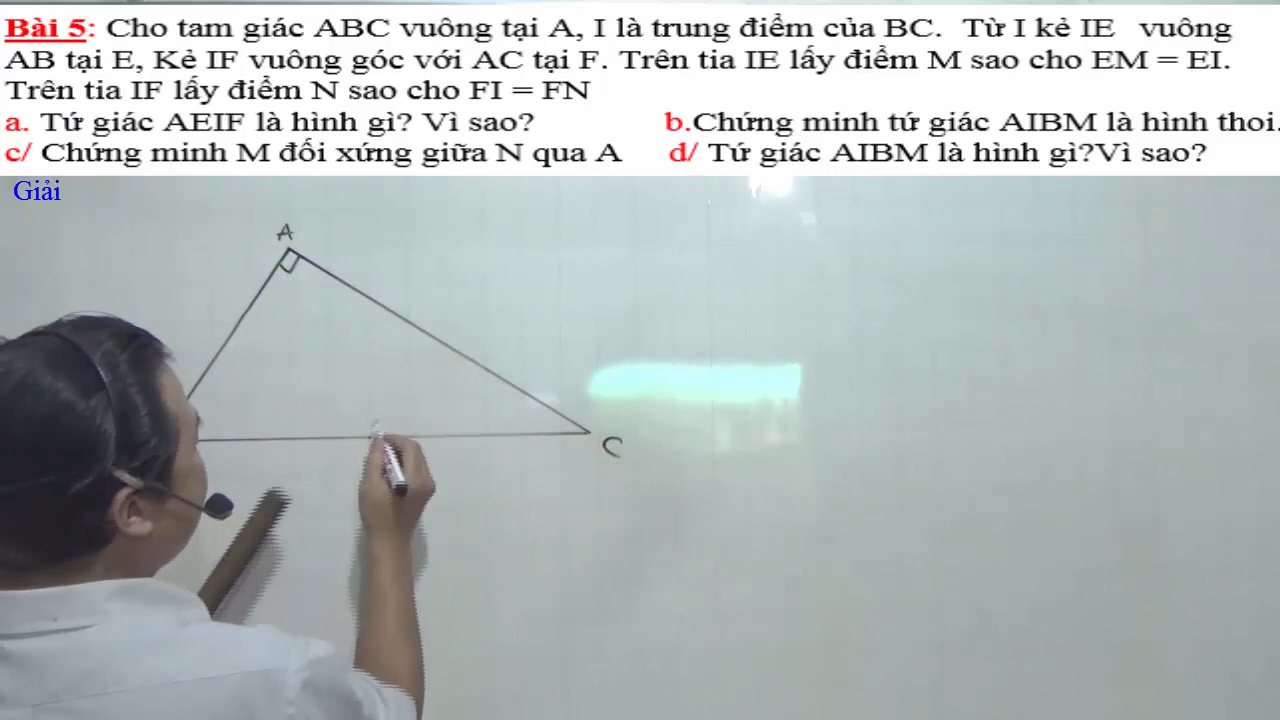 Bài 5: Cho tam giác ABC vuông tại A, I là trung điểm của BC. Từ I kẻ IE vuông
AB tại E, Kẻ IF vuông góc với AC tại F. Trên tia IE lấy điểm M sao cho EM = EI.
Trên tia IF lấy điểm N sao cho FI = FN
a. Tứ giác AEIF là hình gì? Vì sao? b.Chứng minh tứ giác AIBM là hình thoi.
c/ Chứng minh M đối xứng giữa N qua A d/ Tứ giác AIBM là hình gì?Vì sao?
Giải
A
C